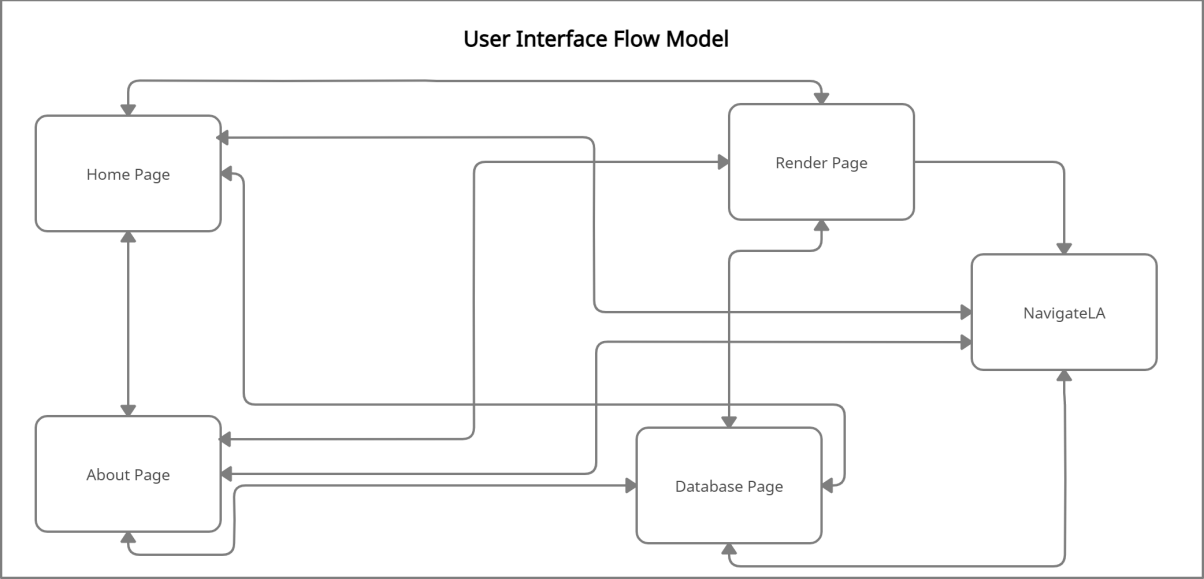 User Interface Flow Model
Home Page
Render Page
NavigateLA
About Page
Database Page